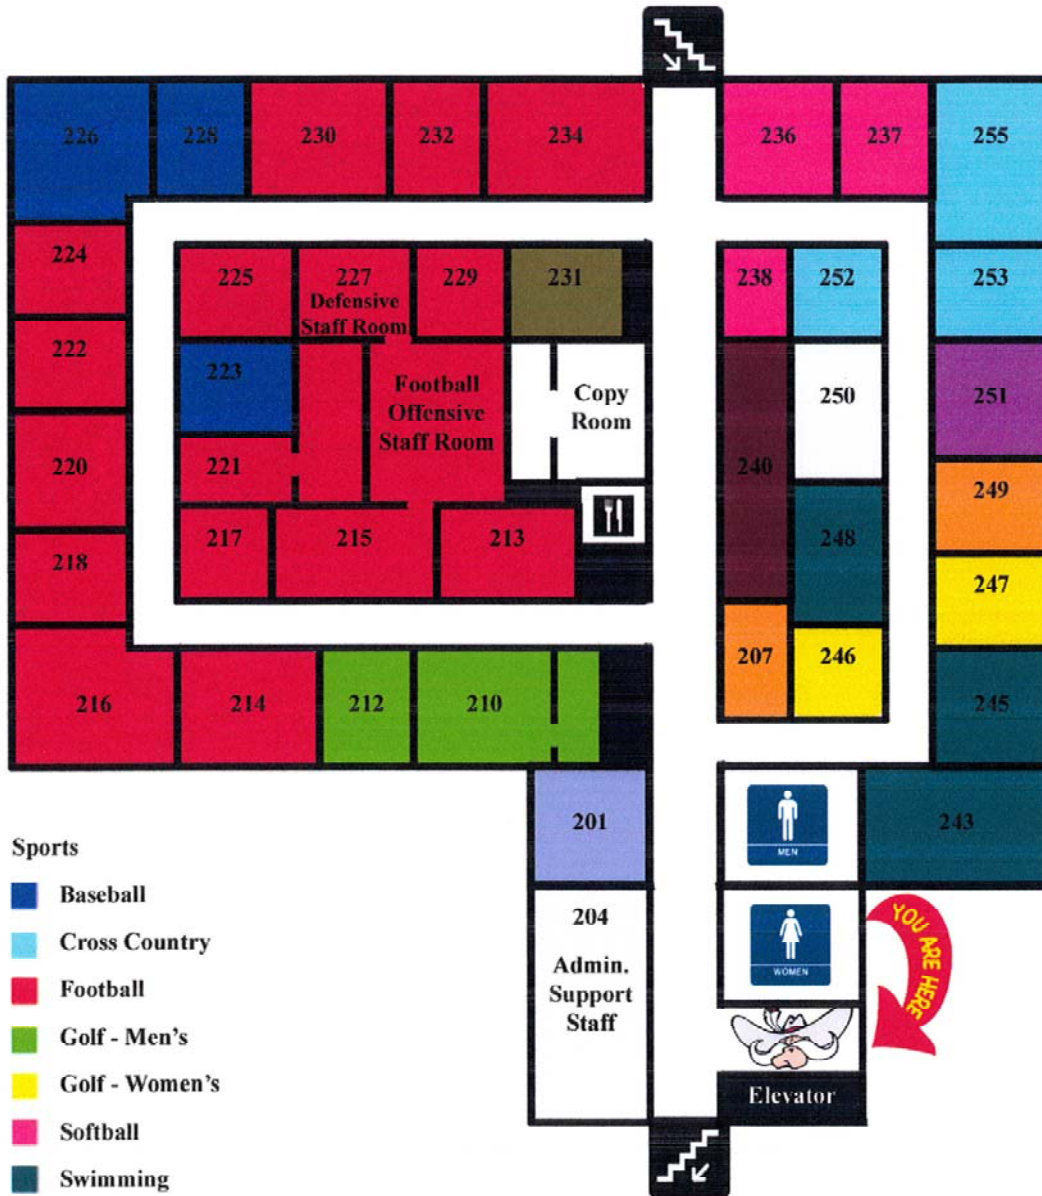 226
228
230
232
234
236
237
255
224
225
227
Defensive
Staff Room
229
231
238
252
253
222
223
Football
Offensive
Staff Room
Copy
Room
250
251
220
221
240
249
218
217
215
213
248
247
216
214
212
210
207
246
245
201
MEN
243
204
Admin.
Support
Staff
WOMEN
YOU ARE HERE
Elevator
Sports
Baseball
Cross Country
Football
Golf - Men's
Golf - Women's
Softball
Swimming